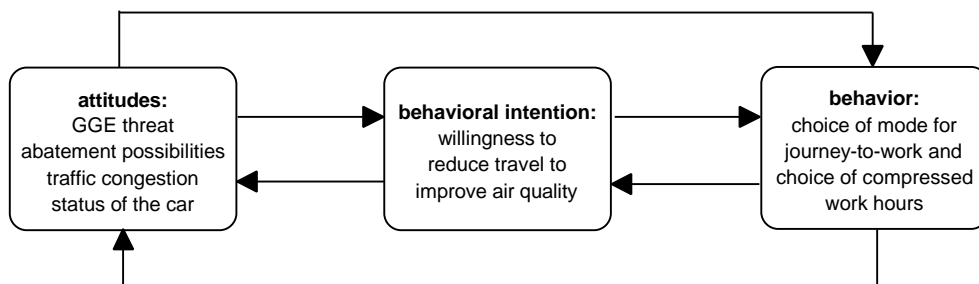 attitudes:
GGE threat
abatement possibilities
traffic congestion
status of the car
behavioral intention:
willingness to
reduce travel to
improve air quality
behavior:
choice of mode for
journey-to-work and
choice of compressed
work hours